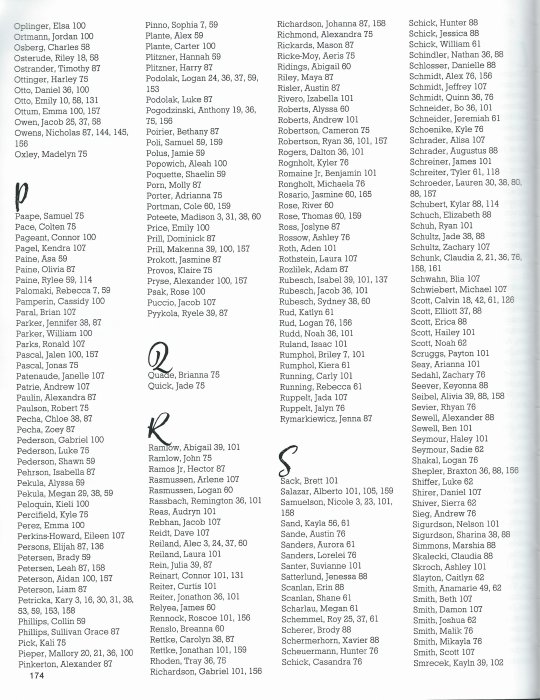 Oplinger, Elsa 100
Ortmann, Jordan 100
Osberg, Charles 58
Osterude, Riley 18, 58
Ostrander, Timothy 87
Ottinger, Harley 75
Otto, Daniel 36, 100
Otto, Emily 10, 58, 131
Ottum, Emma 100, 157
Owen, Jacob 25, 37, 58
Owens, Nicholas 87, 144, 145,
156
Oxley, Madelyn 75
P
Paape, Samuel 75
Pace, Colten 75
Pageant, Connor 100
Pagel, Kendra 107
Paine, Asa 59
Paine, Olivia 87
Paine, Rylee 59, 114
Palomaki, Rebecca 7, 59
Pamperin, Cassidy 100
Paral, Brian 107
Parker, Jennifer 38, 87
Parker, William 100
Parks, Ronald 107
Pascal, Jalen 100, 157
Pascal, Jonas 75
Patenaude, Janelle 107
Patrie, Andrew 107
Paulin, Alexandra 87
Paulson, Robert 75
Pecha, Chloe 38, 87
Pecha, Zoey 87
Pederson, Gabriel 100
Pederson, Luke 75
Pederson, Shawn 59
Pehrson, Isabella 87
Pekula, Alyssa 59
Pekula, Megan 29, 38, 59
Peloquin, Kieli 100
Percifield, Kyle 75
Perez, Emma 100
Perkins-Howard, Eileen 107
Persons, Elijah 87, 136
Petersen, Brady 59
Petersen, Leah 87, 158
Peterson, Aidan 100, 157
Peterson, Liam 87
Petricka, Kary 3, 16, 30, 31, 38,
53, 59, 153, 158
Phillips, Collin 59
Phillips, Sullivan Grace 87
Pick, Kali 75
Pieper, Mallory 20, 21, 36, 100
Pinkerton, Alexander 87
174
Pinno, Sophia 7, 59
Plante, Alex 59
Plante, Carter 100
Plitzner, Hannah 59
Plitzner, Harry 87
Podolak, Logan 24, 36, 37, 59,
153
Podolak, Luke 87
Pogodzinski, Anthony 19, 36,
75, 156
Poirier, Bethany 87
Poli, Samuel 59, 159
Polus, Jamie 59
Popowich, Aleah 100
Poquette, Shaelin 59
Porn, Molly 87
Porter, Adrianna 75
Portman, Cole 60, 159
Poteete, Madison 3, 31, 38, 60
Price, Emily 100
Prill, Dominick 87
Prill, Makenna 39, 100, 157
Prokott, Jasmine 87
Provos, Klaire 75
Pryse, Alexander 100, 157
Psak, Rose 100
Puccio, Jacob 107
Pyykola, Ryele 39, 87
Q
Quade, Brianna 75
Quick, Jade 75
R
Ramlow, Abigail 39, 101
Ramlow, John 75
Ramos Jr, Hector 87
Rasmussen, Arlene 107
Rasmussen, Logan 60
Rassbach, Remington 36, 101
Reas, Audryn 101
Rebhan, Jacob 107
Reidt, Dave 107
Reiland, Alec 3, 24, 37, 60
Reiland, Laura 101
Rein, Julia 39, 87
Reinart, Connor 101, 131
Reiter, Curtis 101
Reiter, Jonathon 36, 101
Relyea, James 60
Rennock, Roscoe 101, 156
Renslo, Breanna 60
Rettke, Carolyn 38, 87
Rettke, Jonathan 101, 159
Rhoden, Tray 36, 75
Richardson, Gabriel 101, 156
Richardson, Johanna 87, 158
Richmond, Alexandra 75
Rickards, Mason 87
Ricke-Moy, Aeris 75
Ridings, Abigail 60
Riley, Maya 87
Risler, Austin 87
Rivero, Izabella 101
Roberts, Alyssa 60
Roberts, Andrew 101
Robertson, Cameron 75
Robertson, Ryan 36, 101, 157
Rogers, Dalton 36, 101
Rognholt, Kyler 76
Romaine Jr, Benjamin 101
Rongholt, Michaela 76
Rosario, Jasmine 60, 165
Rose, River 60
Rose, Thomas 60, 159
Ross, Joslyne 87
Rossow, Ashley 76
Roth, Aden 101
Rothstein, Laura 107
Rozlilek, Adam 87
Rubesch, Isabel 39, 101, 137
Rubesch, Jacob 36, 101
Rubesch, Sydney 38, 60
Rud, Katlyn 61
Rud, Logan 76, 156
Rudd, Noah 36, 101
Ruland, Isaac 101
Rumphol, Briley 7, 101
Rumphol, Kiera 61
Running, Carly 101
Running, Rebecca 61
Ruppelt, Jada 107
Ruppelt, Jalyn 76
Rymarkiewicz, Jenna 87
S
Sack, Brett 101
Salazar, Alberto 101, 105, 159
Samuelson, Nicole 3, 23, 101,
158
Sand, Kayla 56, 61
Sande, Austin 76
Sanders, Aurora 61
Sanders, Lorelei 76
Santer, Suvianne 101
Satterlund, Jenessa 88
Scanlan, Erin 88
Scanlan, Shane 61
Scharlau, Megan 61
Schemmel, Roy 25, 37, 61
Scherer, Brody 88
Schermerhorn, Xavier 88
Scheuermann, Hunter 76
Schick, Casandra 76
Schick, Hunter 88
Schick, Jessica 88
Schick, William 61
Schindler, Nathan 36, 88
Schlosser, Danielle 88
Schmidt, Alex 76, 156
Schmidt, Jeffrey 107
Schmidt, Quinn 36, 76
Schneider, Bo 36, 101
Schneider, Jeremiah 61
Schoenike, Kyle 76
Schrader, Alisa 107
Schrader, Augustus 88
Schreiner, James 101
Schreiter, Tyler 61, 118
Schroeder, Lauren 30, 38, 80,
88, 157
Schubert, Kylar 88, 114
Schuch, Elizabeth 88
Schuh, Ryan 101
Schultz, Jade 38, 88
Schultz, Zachary 107
Schunk, Claudia 2, 21, 36, 76,
158, 161
Schwahn, Blia 107
Schwiebert, Michael 107
Scott, Calvin 18, 42, 61, 126
Scott, Elliott 37, 88
Scott, Erica 88
Scott, Hailey 101
Scott, Noah 62
Scruggs, Payton 101
Seay, Arianna 101
Sedahl, Zachary 76
Seever, Keyonna 88
Seibel, Alivia 39, 88, 158
Sevier, Rhyan 76
Sewell, Alexander 88
Sewell, Ben 101
Seymour, Haley 101
Seymour, Sadie 62
Shakal, Logan 76
Shepler, Braxton 36, 88, 156
Shiffer, Luke 62
Shirer, Daniel 107
Shiver, Sierra 62
Sieg, Andrew 76
Sigurdson, Nelson 101
Sigurdson, Sharina 38, 88
Simmons, Marshia 88
Skalecki, Claudia 88
Skroch, Ashley 101
Slayton, Caitlyn 62
Smith, Anamarie 49, 62
Smith, Beth 107
Smith, Damon 107
Smith, Joshua 62
Smith, Malik 76
Smith, Mikayla 76
Smith, Scott 107
Smrecek, Kayln 39, 102